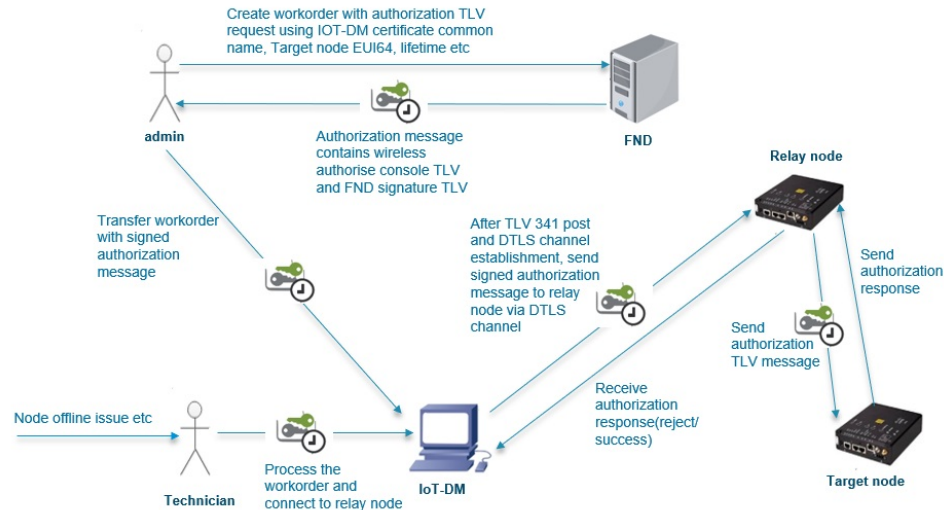 Create workorder with authorization TLV
request using IOT-DM certificate common
name, Target node EUI64, lifetime etc
admin
FND
Authorization message
contains wireless
authorise console TLV
and FND signature TLV
Relay node
Transfer workorder
with signed
authorization
message
After TLV 341 post
and DTLS channel
establishment, send
signed authorization
message to relay
node via DTLS
channel
Send
authorization
response
Send
authorization
TLV message
Receive
authorization
response(reject/
success)
Node offline issue etc
Technician
Process the
workorder and
connect to relay node
IoT-DM
Target node